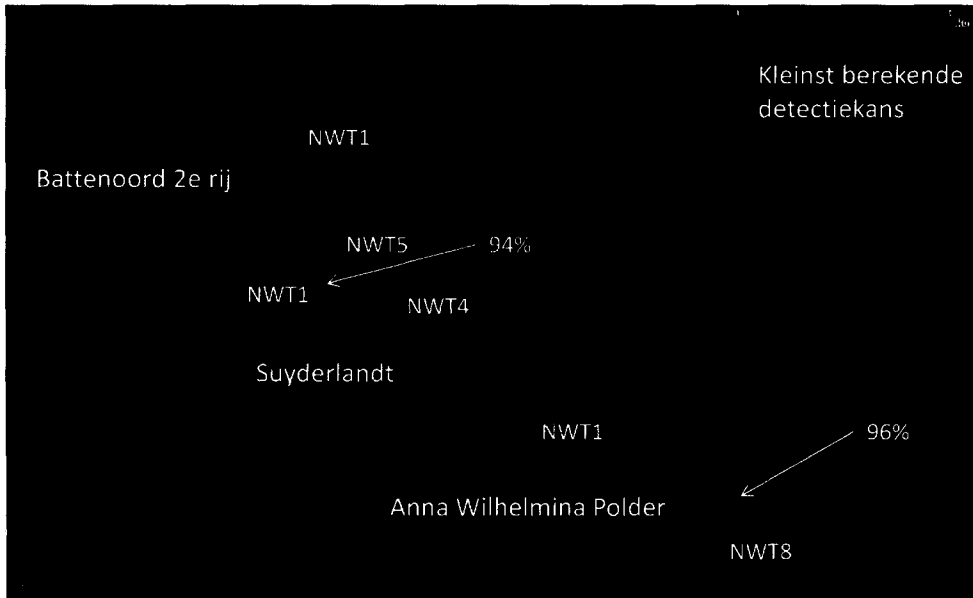 Kleinst berekende
detectiekans
NWT1
Battenoord 2e rij
NWT5
94%
NWT1
NWT4
Suyderlandt
NWT1
96%
Anna Wilhelmina Polder
NWT8